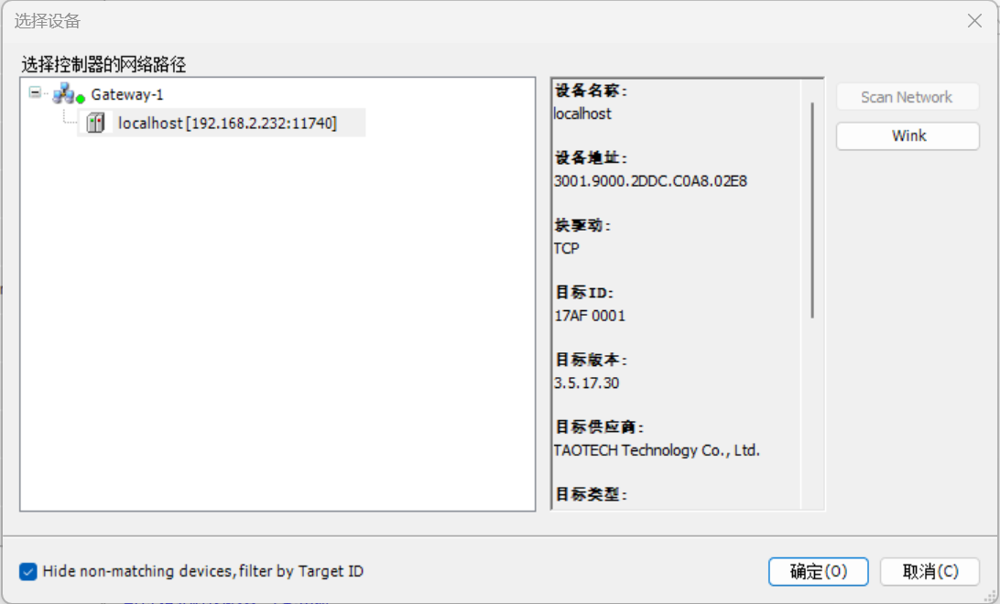 选择设备
选择控制器的网络路径
Gateway-1
localhost [192.168.2.232:11740]
设备名称:
localhost
设备地址:
3001.9000.2DDC.C0A8.02E8
块驱动:
TCP
目标ID:
17AF 0001
目标版本:
3.5.17.30
目标供应商:
TAOTECH Technology Co., Ltd.
目标类型:
Scan Network
Wink
Hide non-matching devices, filter by Target ID
确定(O)
取消(C)